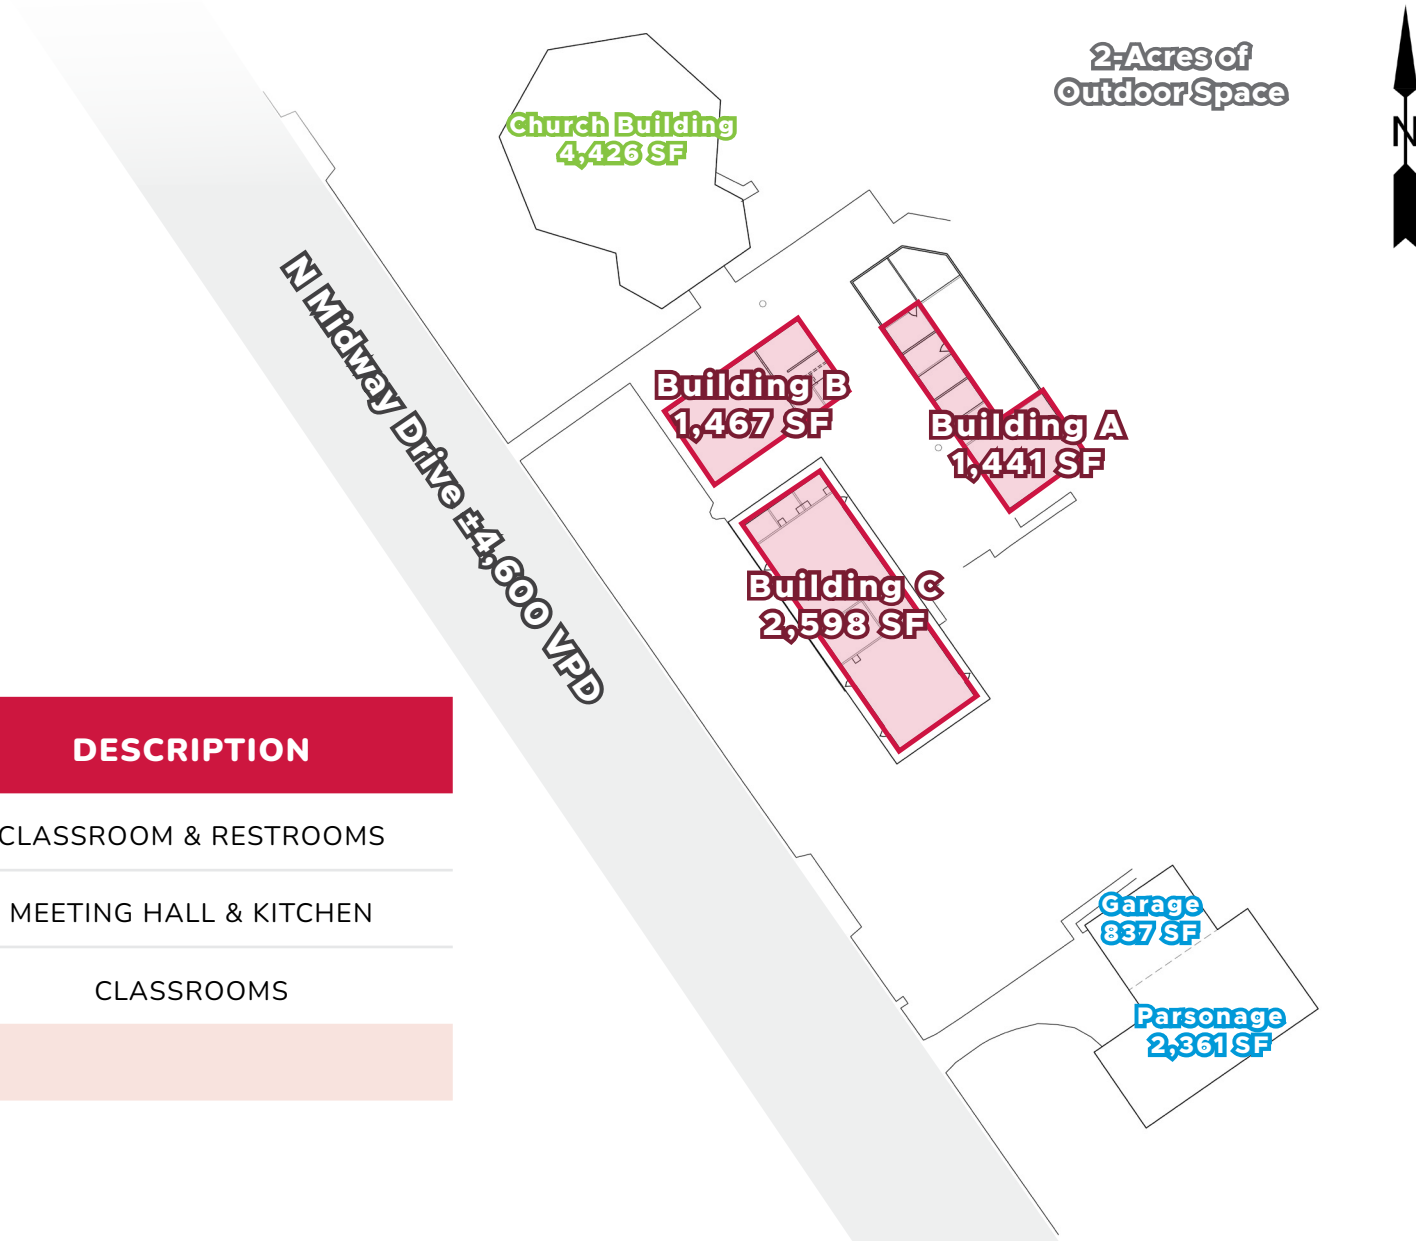 2-Acres of
Outdoor Space
N
Church Building
4,426 SF
Building B
1,467 SF
Building A
1,441 SF
Building C
2,598 SF
N Midway Drive ±4,600 VPD
DESCRIPTION
CLASSROOM & RESTROOMS
MEETING HALL & KITCHEN
CLASSROOMS
Garage
837 SF
Parsonage
2,361 SF